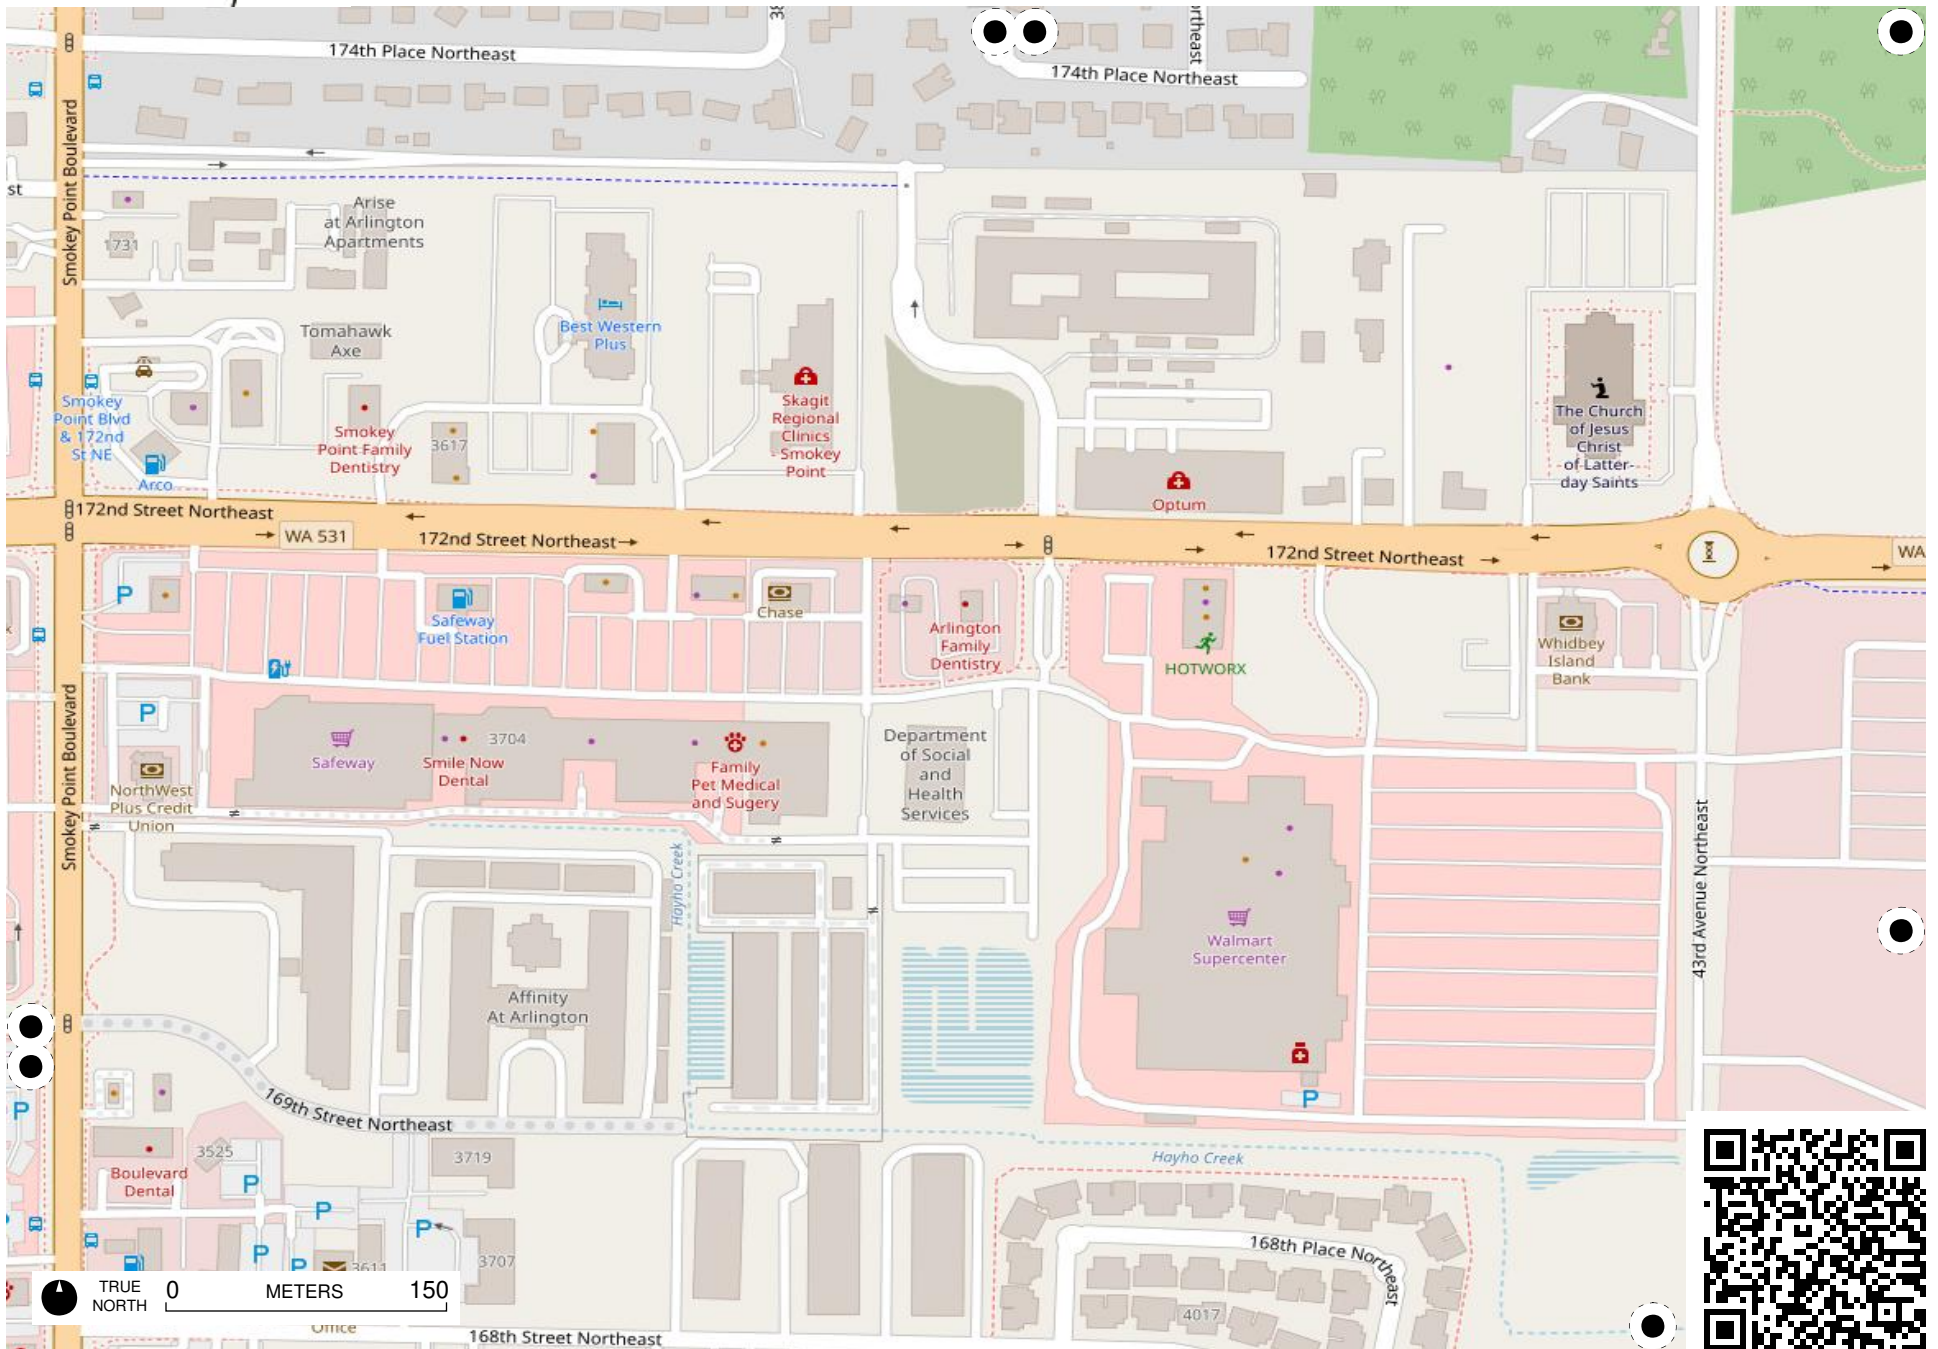 174th Place Northeast
174th Place Northeast
Smokey Point Boulevard
st
Arise
at Arlington
Apartments
1731
Best Western
Plus
Tomahawk
Axe
Skagit
Regional
Clinics
- Smokey
Point
Smokey
Point Blvd
& 172nd
St NE
Smokey
Point Family
Dentistry
3617
Arco
Optum
The Church
of Jesus
Christ
of Latter-
day Saints
172nd Street Northeast
WA 531
172nd Street Northeast
172nd Street Northeast
WA
Safeway
Fuel Station
Chase
Arlington
Family
Dentistry
HOTWORX
Whidbey
Island
Bank
Smokey Point Boulevard
Safeway
3704
Smile Now
Dental
Family
Pet Medical
and Sugery
Department
of Social
and
Health
Services
NorthWest
Plus Credit
Union
Hayho Creek
43rd Avenue Northeast
Walmart
Supercenter
Affinity
At Arlington
P
P
P
P
169th Street Northeast
3525
3719
Boulevard
Dental
P
P
P
P
P
Hayho Creek
168th Place Northeast
3611
3707
Office
4017
168th Street Northeast
TRUE
NORTH
0 METERS 150